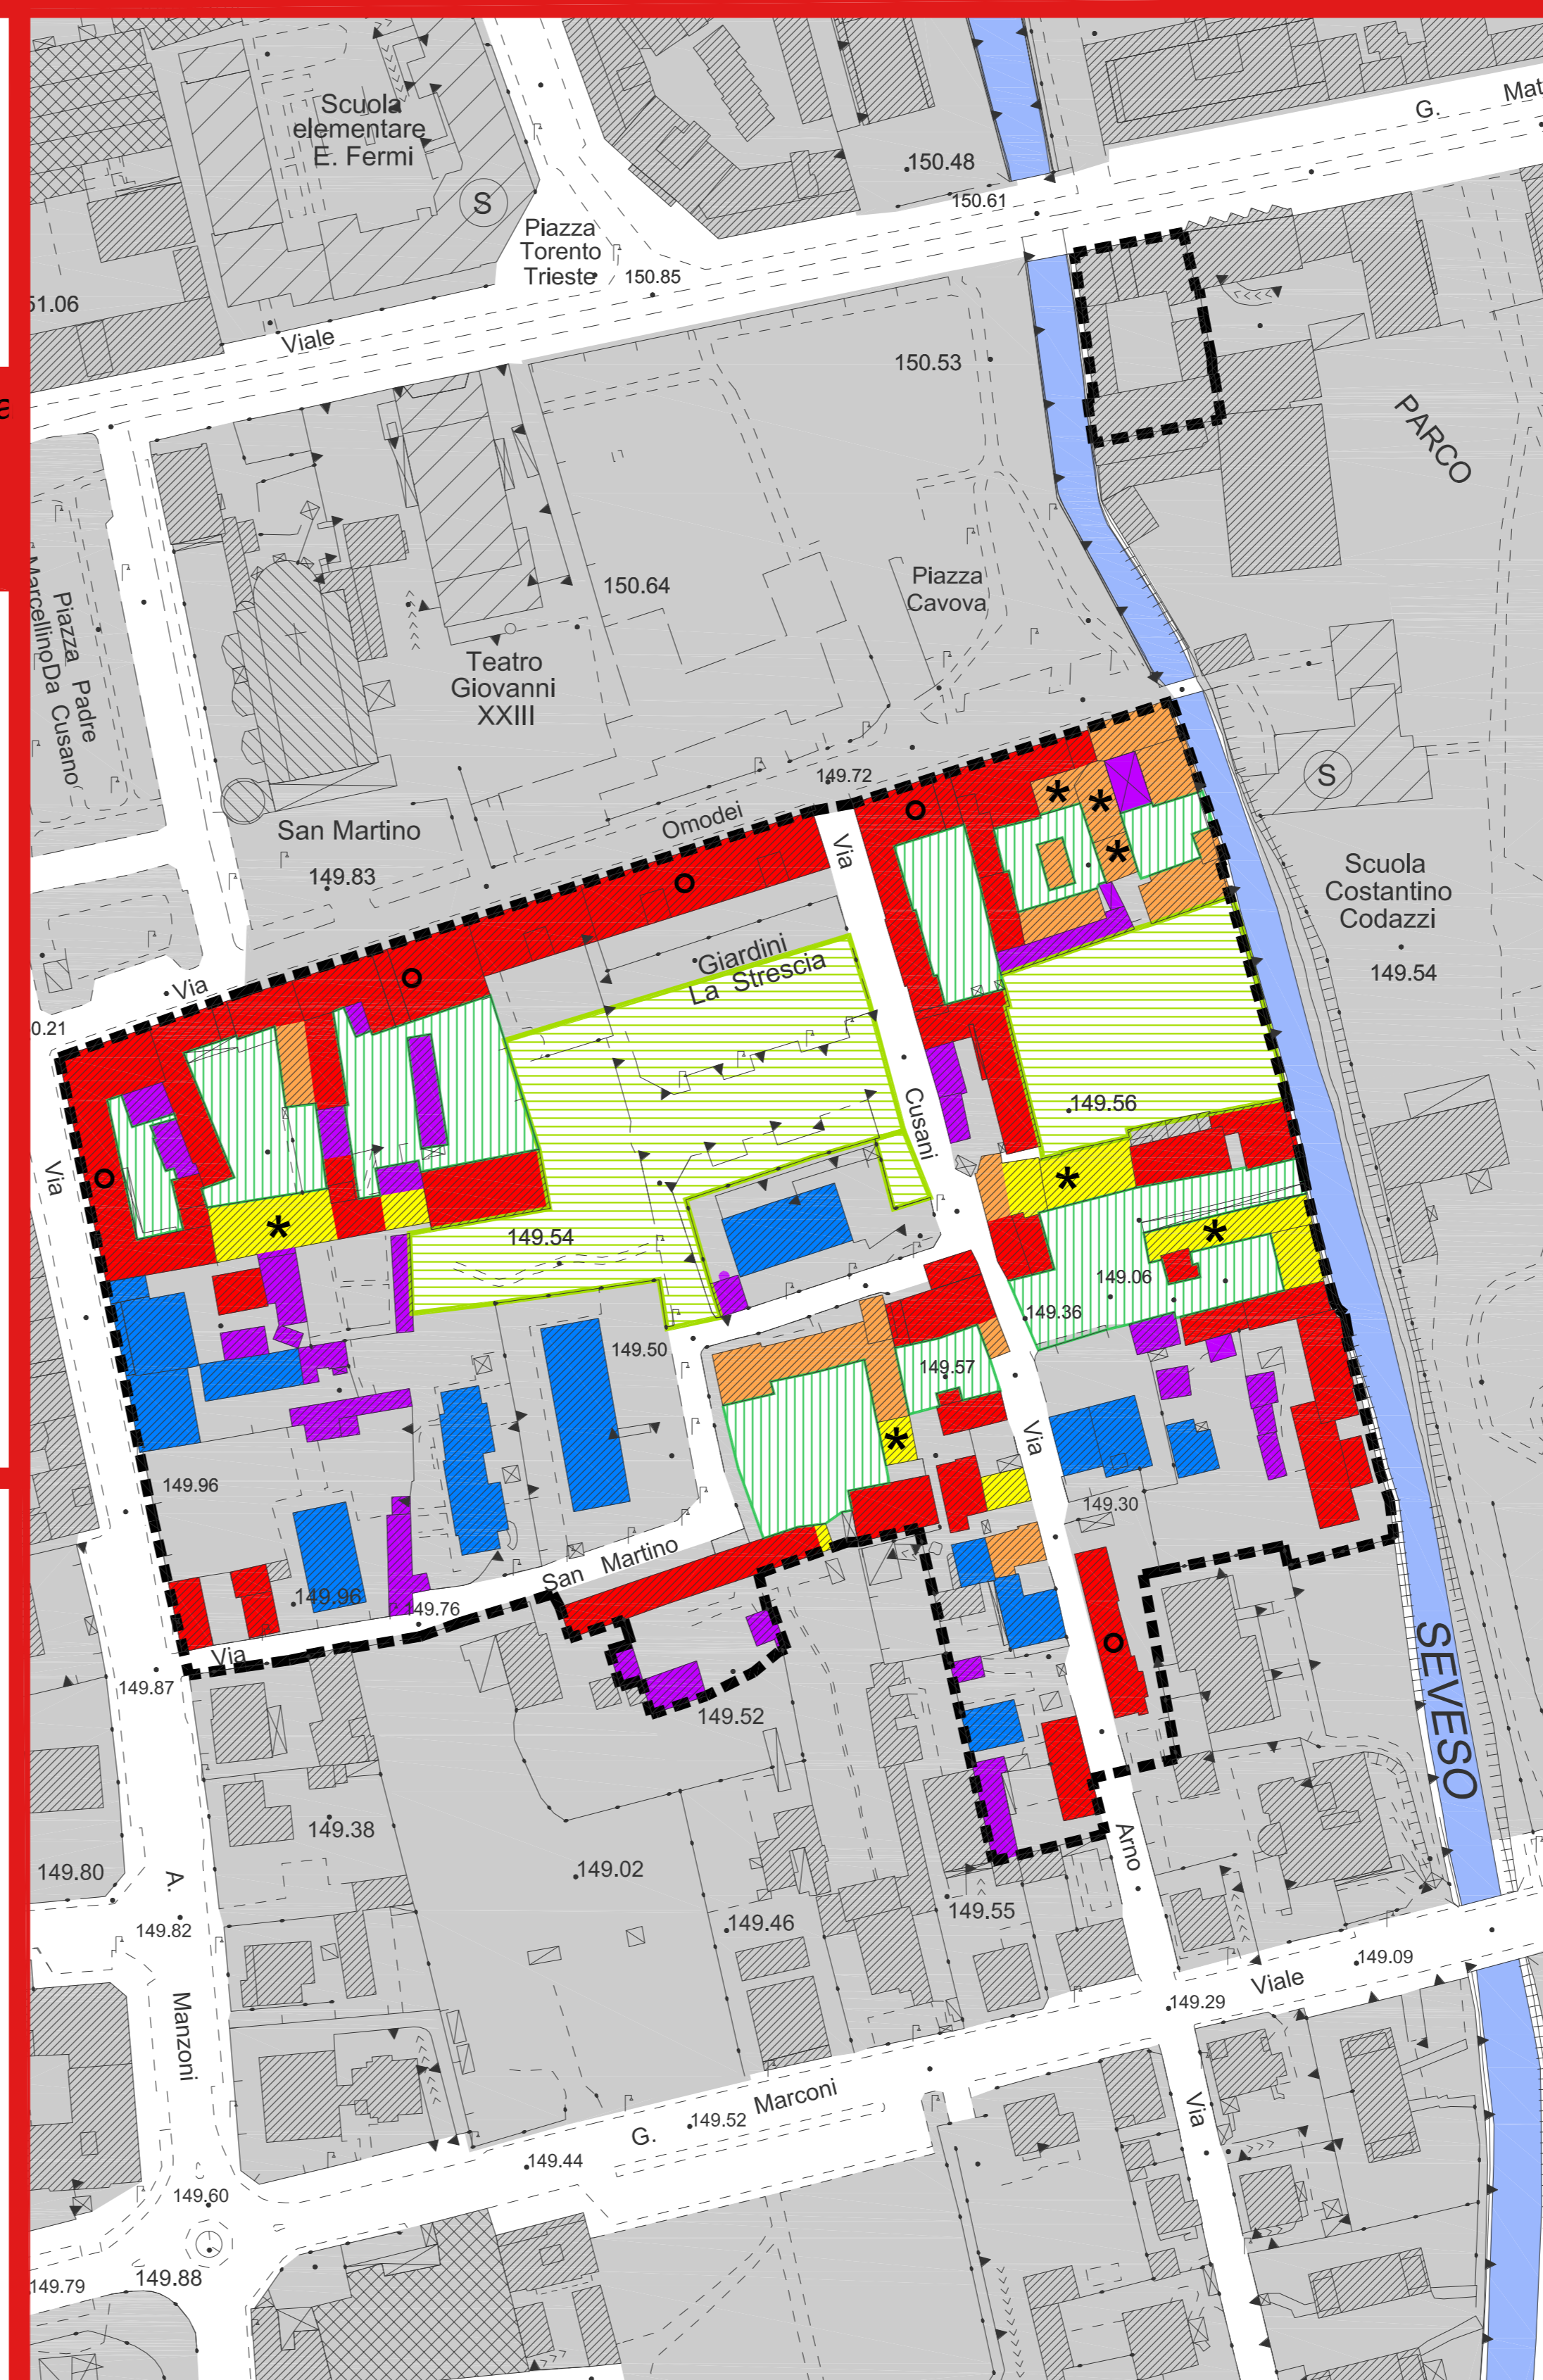 G.
Mat
Scuola
elementare
E. Fermi
S
150.48
150.61
Piazza
Torento
Trieste
150.85
51.06
Viale
150.53
PARCO
e
150.64
Piazza
Cavova
Piazza Padre
MarcellinoDa Cusano
Teatro
Giovanni
XXIII
S
149.72
Omodei
Via
San Martino
149.83
Scuola
Costantino
Codazzi
149.54
Giardini
La Strescia
Via
0.21
149.56
Cusani
Via
*
*
*
*
*
*
149.54
149.06
149.36
149.50
149.57
*
Via
149.96
149.30
San Martino
149.96
149.76
Via
149.87
149.52
SEVESO
149.38
149.02
149.80
Arno
A.
149.46
149.55
149.82
149.09
Viale
149.29
Manzoni
Marconi
149.52
G.
Via
149.44
149.60
149.79
149.88